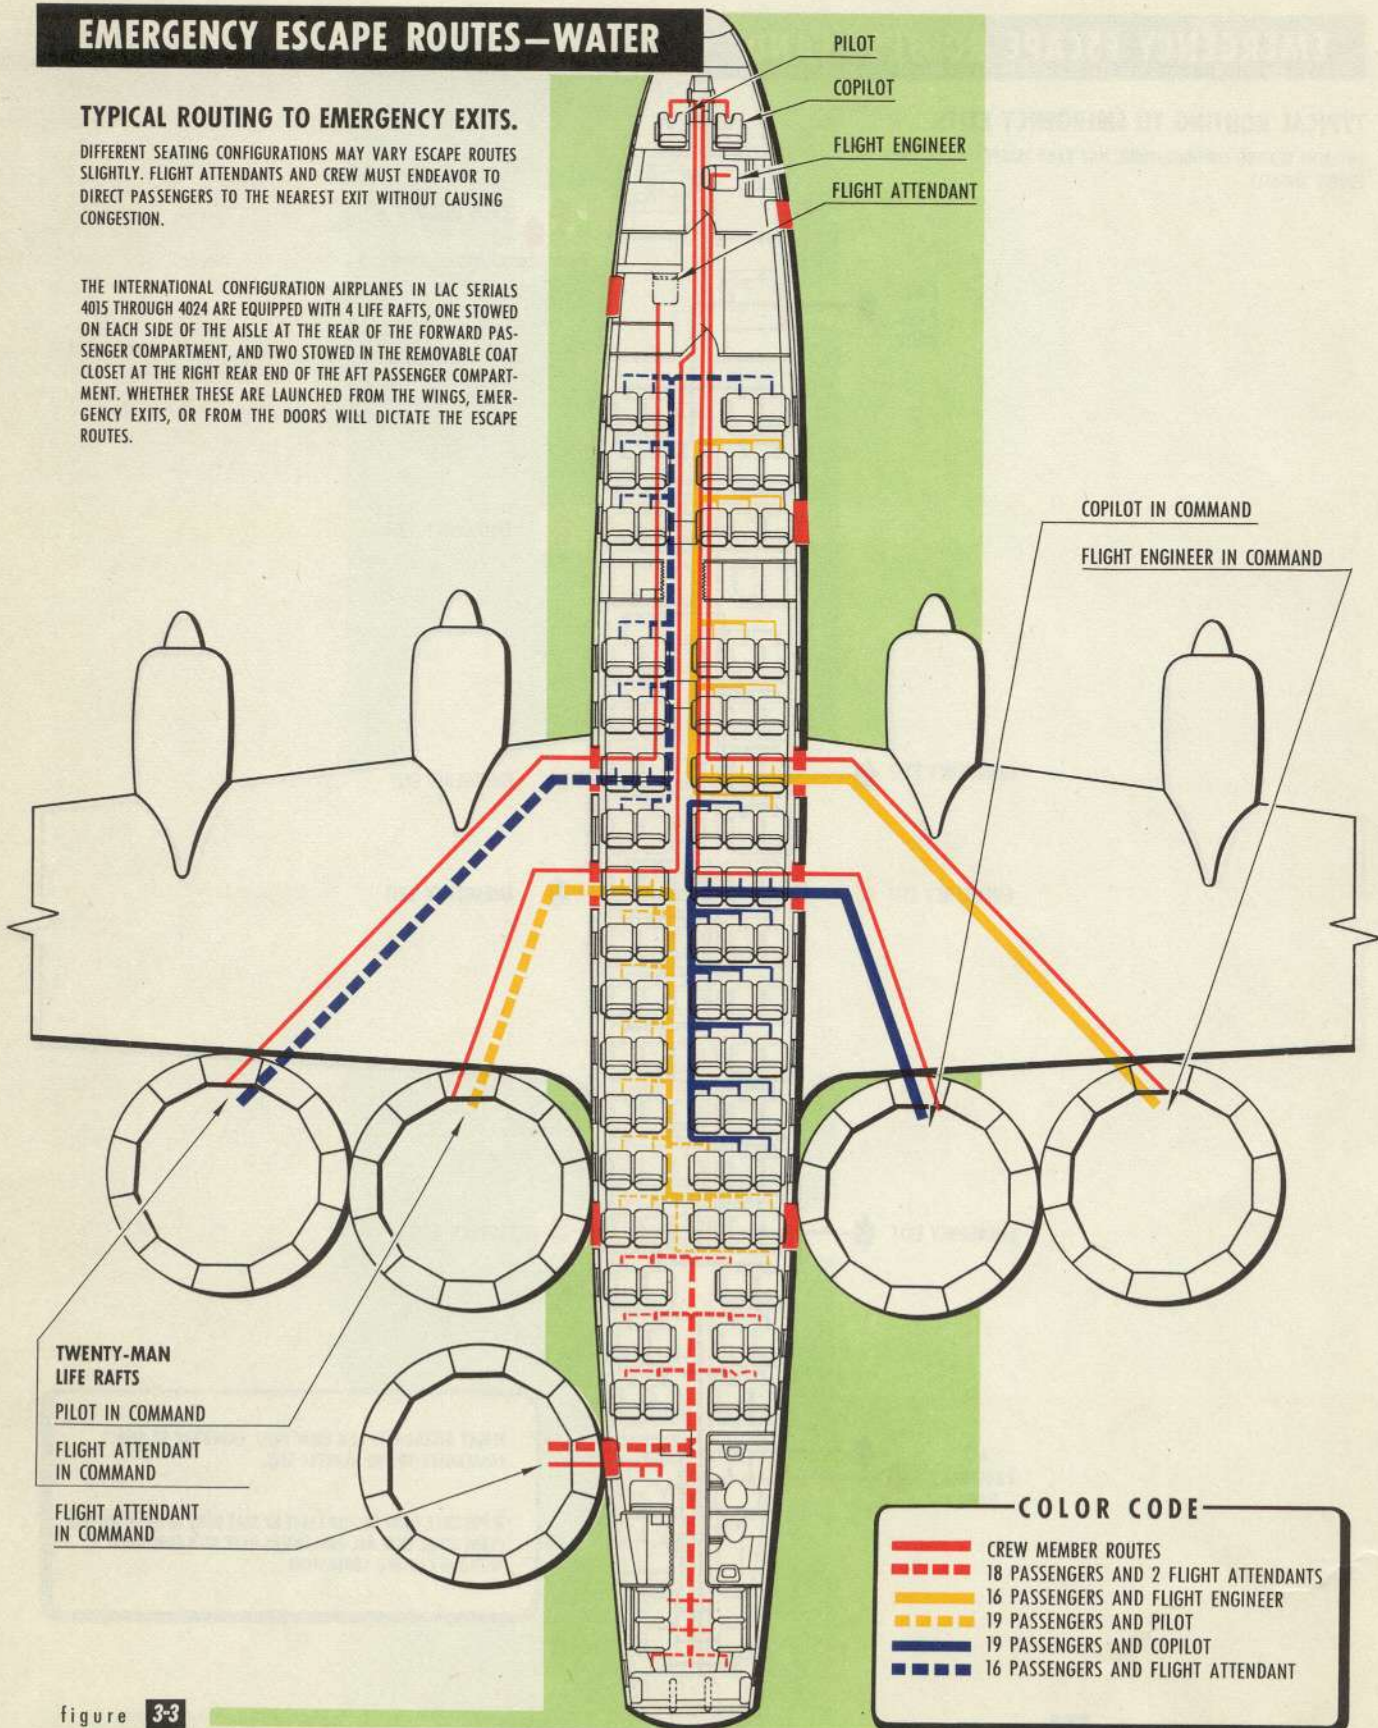 EMERGENCY ESCAPE ROUTES—WATER
TYPICAL ROUTING TO EMERGENCY EXITS.
DIFFERENT SEATING CONFIGURATIONS MAY VARY ESCAPE ROUTES
SLIGHTLY. FLIGHT ATTENDANTS AND CREW MUST ENDEAVOR TO
DIRECT PASSENGERS TO THE NEAREST EXIT WITHOUT CAUSING
CONGESTION.
THE INTERNATIONAL CONFIGURATION AIRPLANES IN LAC SERIALS
4015 THROUGH 4024 ARE EQUIPPED WITH 4 LIFE RAFTS, ONE STOWED
ON EACH SIDE OF THE AISLE AT THE REAR OF THE FORWARD PAS-
SENGER COMPARTMENT, AND TWO STOWED IN THE REMOVABLE COAT
CLOSET AT THE RIGHT REAR END OF THE AFT PASSENGER COMPART-
MENT. WHETHER THESE ARE LAUNCHED FROM THE WINGS, EMER-
GENCY EXITS, OR FROM THE DOORS WILL DICTATE THE ESCAPE
ROUTES.
PILOT
COPILOT
FLIGHT ENGINEER
FLIGHT ATTENDANT
COPILOT IN COMMAND
FLIGHT ENGINEER IN COMMAND
TWENTY-MAN
LIFE RAFTS
PILOT IN COMMAND
FLIGHT ATTENDANT
IN COMMAND
FLIGHT ATTENDANT
IN COMMAND
COLOR CODE
CREW MEMBER ROUTES
18 PASSENGERS AND 2 FLIGHT ATTENDANTS
16 PASSENGERS AND FLIGHT ENGINEER
19 PASSENGERS AND PILOT
19 PASSENGERS AND COPILOT
16 PASSENGERS AND FLIGHT ATTENDANT
figure 3-3